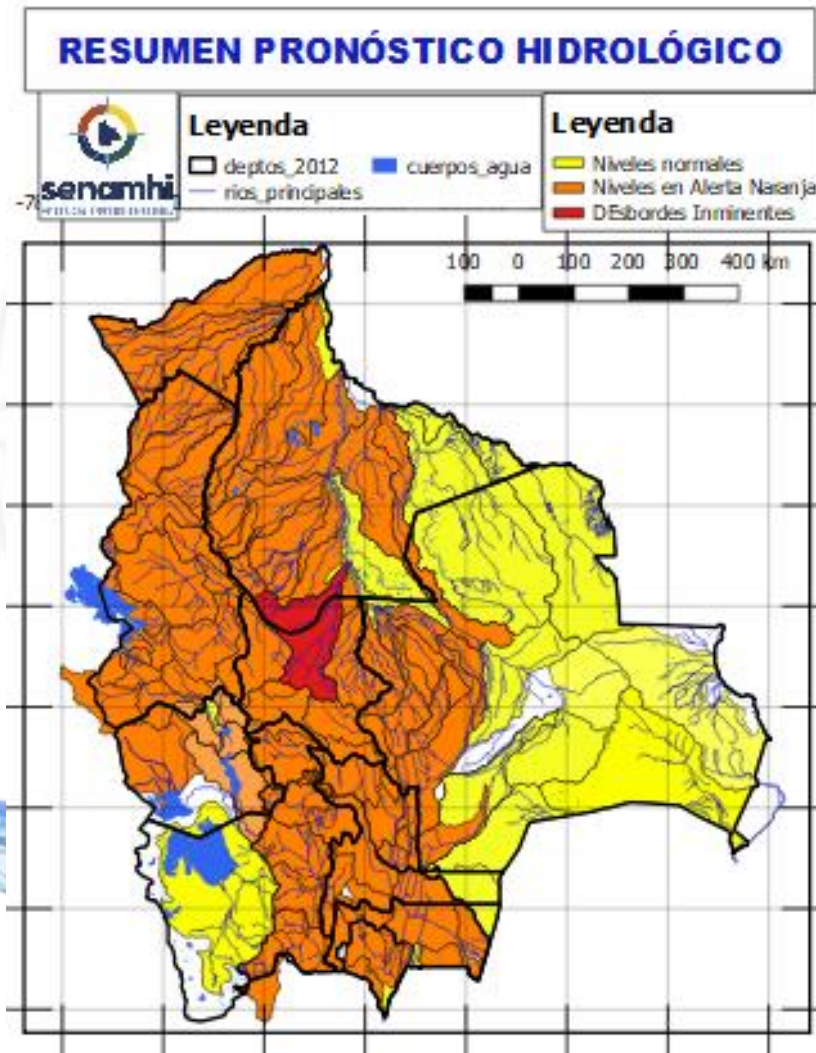 RESUMEN PRONÓSTICO HIDROLÓGICO
senamhi
Leyenda
deptos_2012
cuerpos_agua
rios_principales
Leyenda
Niveles normales
Niveles en Alerta Naranja
DEsbordes Inminentes
100 0 100 200 300 400 km